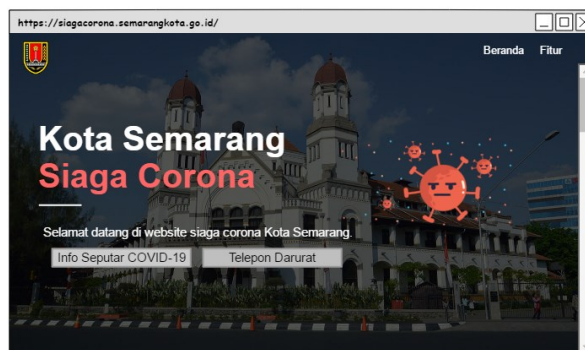 https://siagacorona.semarangkota.go.id/
Beranda Fitur
Kota Semarang
Siaga Corona
Selamat datang di website siaga corona Kota Semarang.
Info Seputar COVID-19 Telepon Darurat